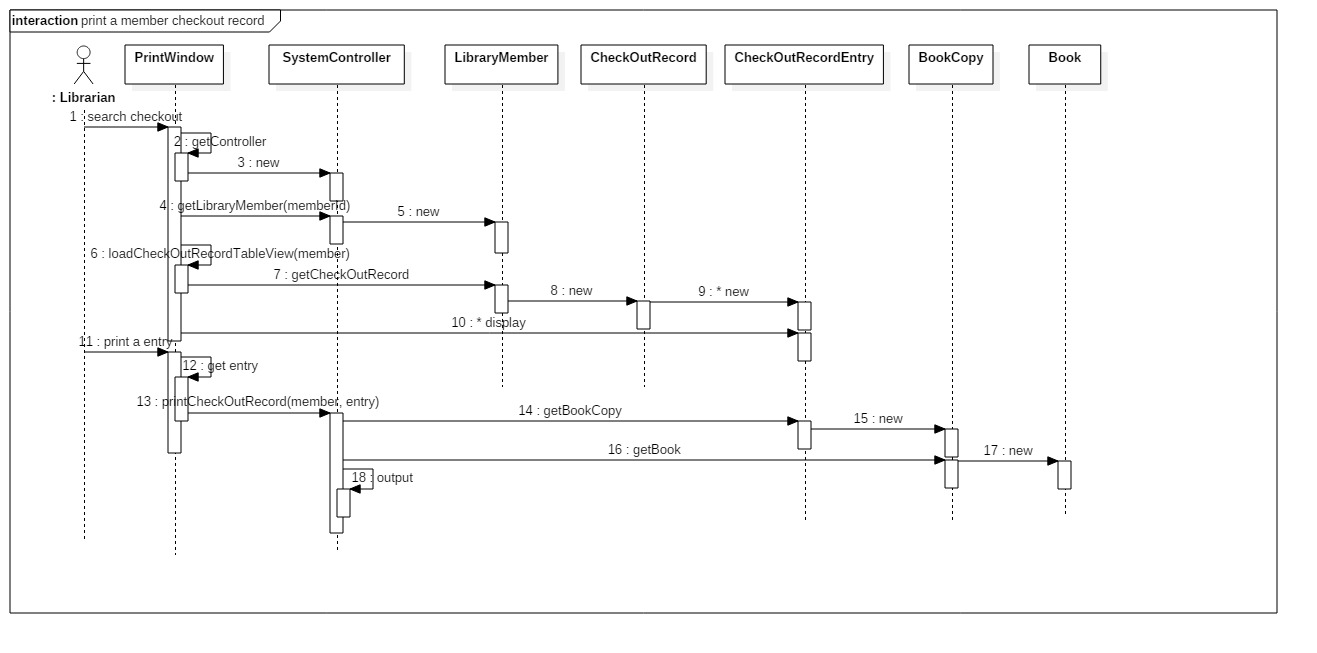 interaction print a member checkout record
PrintWindow
SystemController
LibraryMember
CheckOutRecord
CheckOutRecordEntry
BookCopy
Book
: Librarian
1 : search checkout
2 : getController
3 : new
4 : getLibraryMember(memberId)
5 : new
6 : loadCheckOutRecordTableView(member)
7 : getCheckOutRecord
8 : new
9 : * new
10 : * display
11 : print a entry
12 : get entry
13 : printCheckOutRecord(member, entry)
14 : getBookCopy
15 : new
16 : getBook
17 : new
18 : output